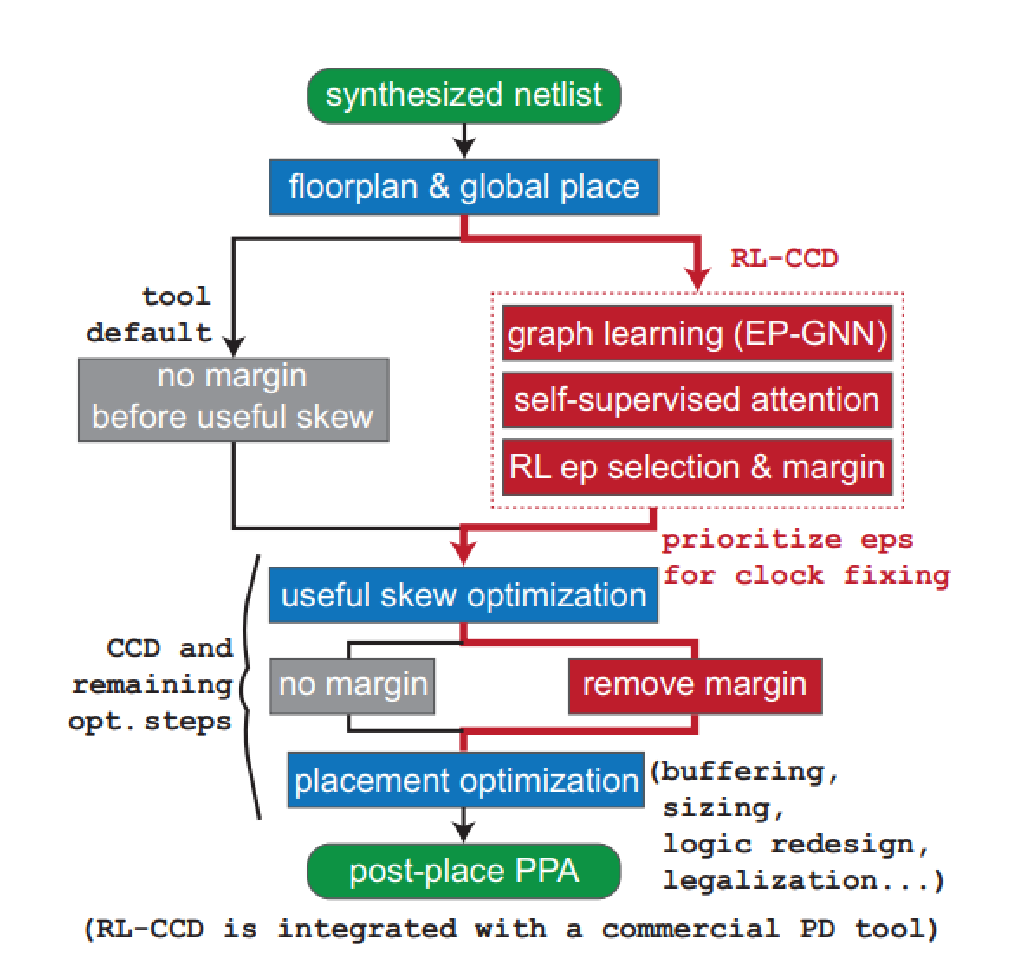 synthesized netlist
floorplan & global place
RL-CCD
tool
default
graph learning (EP-GNN)
no margin
before useful skew
self-supervised attention
RL ep selection & margin
prioritize eps
for clock fixing
useful skew optimization
CCD and
remaining
opt. steps
no margin
remove margin
placement optimization
(buffering,
sizing,
logic redesign,
legalization...)
post-place PPA
(RL-CCD is integrated with a commercial PD tool)